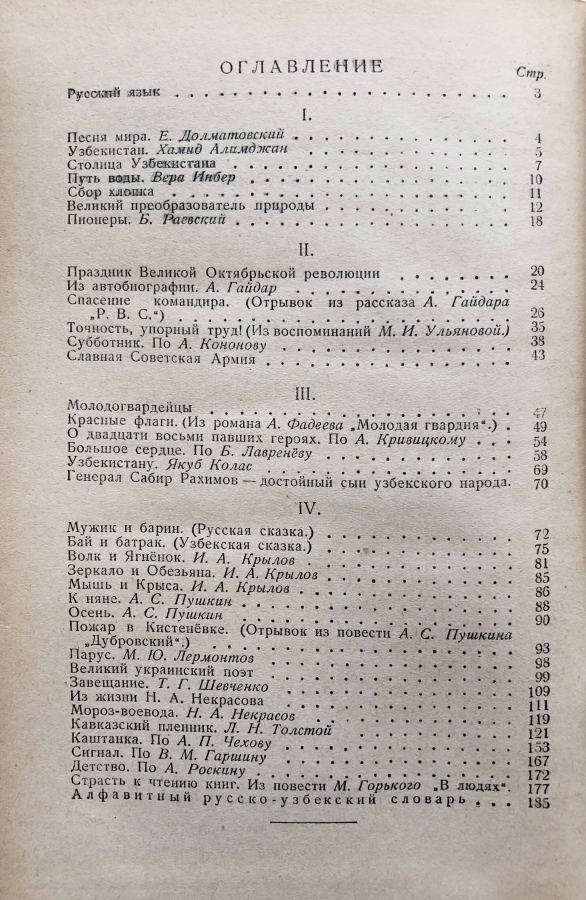 ОГЛАВЛЕНИЕ
Стр.
Русский язык . . . . . . . . . . . . 3
I.
Песня мира. Е. Долматовский . . . . . . . . . 4
Узбекистан. Хамид Алимджан . . . . . . . . . 5
Столица Узбекистана . . . . . . . . . . . 7
Путь воды. Вера Инбер . . . . . . . . . . 10
Сбор хлопка . . . . . . . . . . . . 11
Великий преобразователь природы . . . . . . . . 12
Пионеры. Б. Раевский . . . . . . . . . . 18
II.
Праздник Великой Октябрьской революции . . . . . . 20
Из автобиографии. А. Гайдар . . . . . . . . . 24
Спасение командира. (Отрывок из рассказа А. Гайдара
„Р. В. С.“) . . . . . . . . . . . . 26
Точность, упорный труд! (Из воспоминаний М. И. Ульяновой.) 35
Субботник. По А. Кононову . . . . . . . . . 38
Славная Советская Армия . . . . . . . . . . 43
III.
Молодогвардейцы . . . . . . . . . . . 47
Красные флаги. (Из романа А. Фадеева „Молодая гвардия“.) . 49
О двадцати восьми павших героях. По А. Кривицкому . . . 54
Большое сердце. По Б. Лавренёву . . . . . . . . 58
Узбекистану. Якуб Колас . . . . . . . . . . 69
Генерал Сабир Рахимов — достойный сын узбекского народа. 70
IV.
Мужик и барин. (Русская сказка.) . . . . . . . . 72
Бай и батрак. (Узбекская сказка.) . . . . . . . . 75
Волк и Ягнёнок. И. А. Крылов . . . . . . . . 81
Зеркало и Обезьяна. И. А. Крылов . . . . . . . 85
Мышь и Крыса. И. А. Крылов . . . . . . . . 86
К няне. А. С. Пушкин . . . . . . . . . . 88
Осень. А. С. Пушкин . . . . . . . . . . 90
Пожар в Кистенёвке. (Отрывок из повести А. С. Пушкина
„Дубровский“.) . . . . . . . . . . . 93
Парус. М. Ю. Лермонтов . . . . . . . . . . 98
Великий украинский поэт . . . . . . . . . . 99
Завещание. Т. Г. Шевченко . . . . . . . . . 109
Из жизни Н. А. Некрасова . . . . . . . . . 111
Мороз-воевода. Н. А. Некрасов . . . . . . . . 119
Кавказский пленник. Л. Н. Толстой . . . . . . . 121
Каштанка. По А. П. Чехову . . . . . . . . . 153
Сигнал. По В. М. Гаршину . . . . . . . . . 167
Детство. По А. Роскину . . . . . . . . . . 172
Страсть к чтению книг. Из повести М. Горького „В людях“. 177
Алфавитный русско-узбекский словарь . . . 185